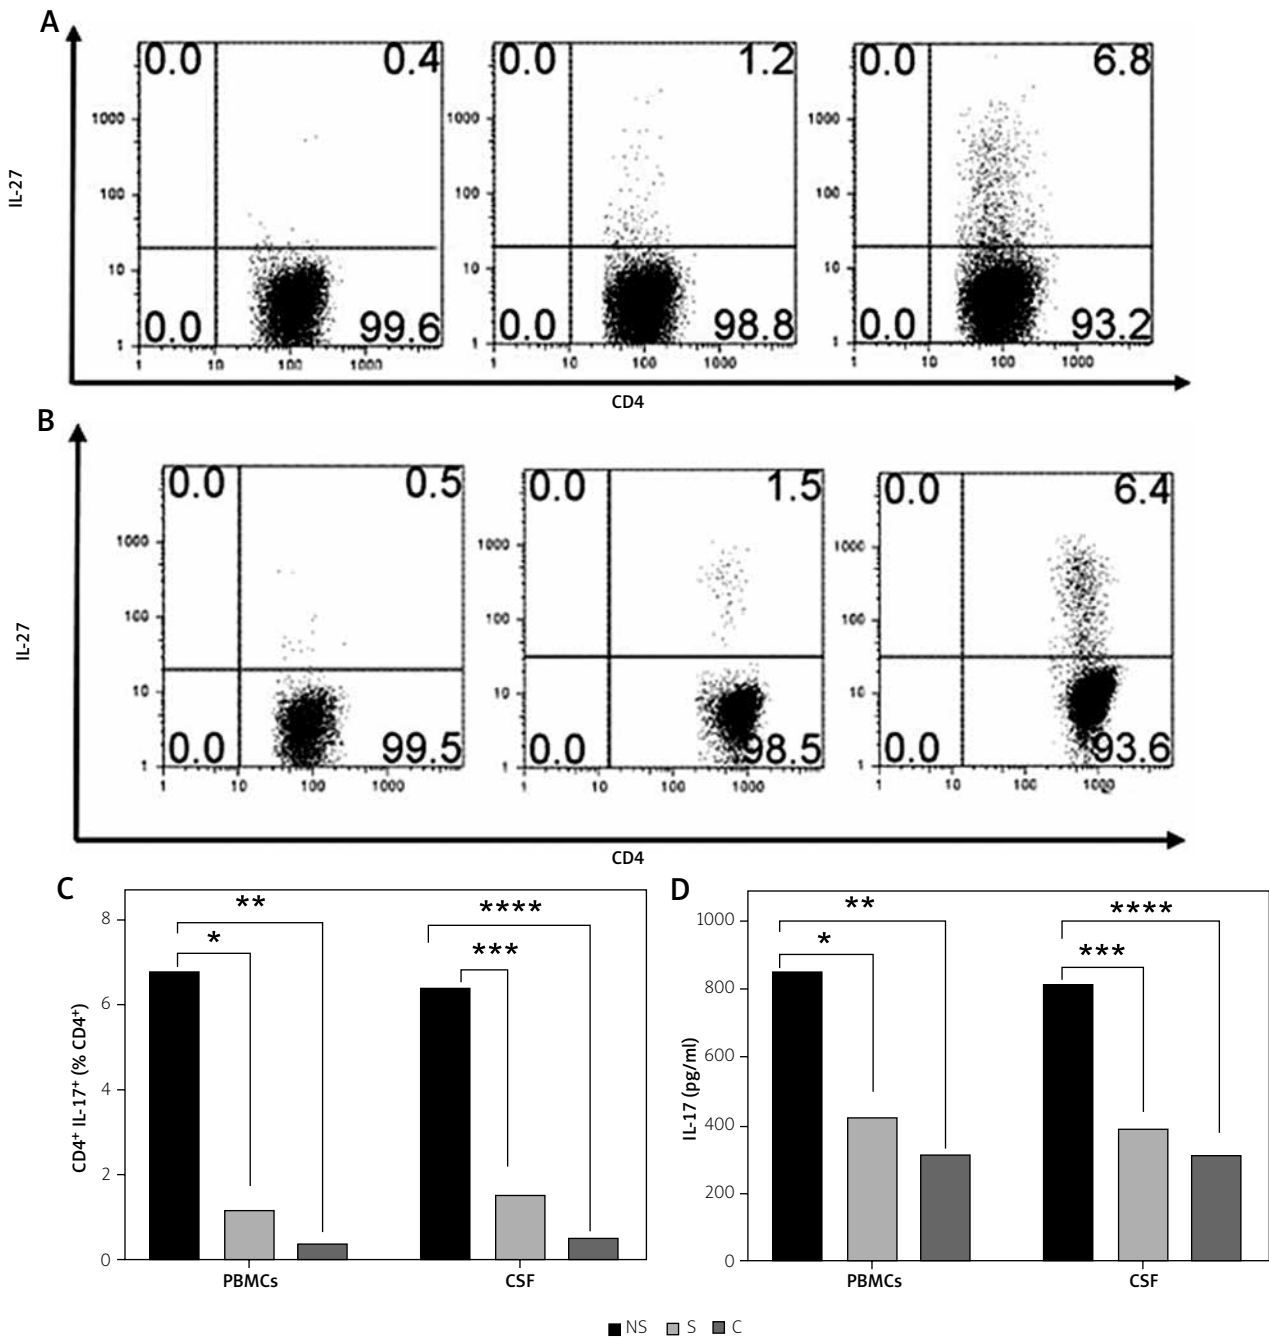 A
0.0 0.4 0.0 1.2 0.0 6.8
1000 1000 1000
100 100 100
IL-27
10 10 10
0.0 99.6 0.0 98.8 0.0 93.2
1 1 1
1 10 100 1000 1 10 100 1000 1 10 100 1000
CD4
B
0.0 0.5 0.0 1.5 0.0 6.4
1000 1000 1000
100 100 100
IL-27
10 10 10
0.0 99.5 0.0 98.5 0.0 93.6
1 1 1
1 10 100 1000 1 10 100 1000 1 10 100 1000
CD4
C
CD4+ IL-17+ (% CD4+)
8
6
4
2
0
** **** 
* ***
PBMCs CSF
D
IL-17 (pg/ml)
1000
800
600
400
200
0
** ****
* ***
PBMCs CSF
NS S C